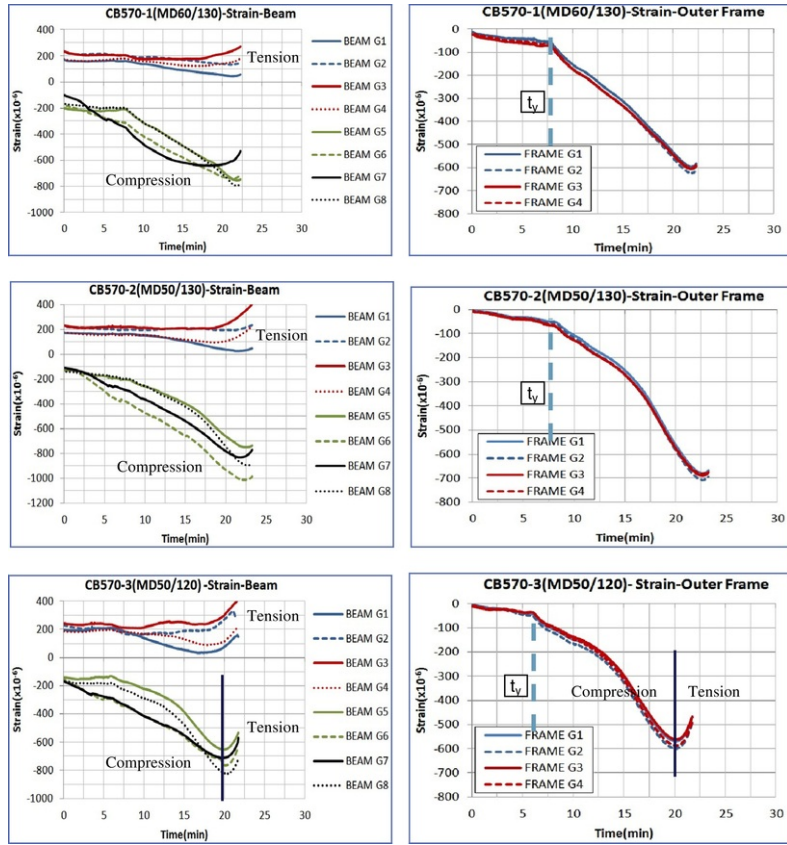 CB570-1(MD60/130)-Strain-Beam
400
200
0
-200
-400
-600
-800
-1000
Strain(x10⁻⁶)
0 5 10 15 20 25 30
Time(min)
Tension
Compression
BEAM G1
BEAM G2
BEAM G3
BEAM G4
BEAM G5
BEAM G6
BEAM G7
BEAM G8
CB570-1(MD60/130)-Strain-Outer Frame
0
-100
-200
-300
-400
-500
-600
-700
-800
Strain(x10⁻⁶)
0 5 10 15 20 25 30
Time(min)
tᵧ
FRAME G1
FRAME G2
FRAME G3
FRAME G4
CB570-2(MD50/130)-Strain-Beam
400
200
0
-200
-400
-600
-800
-1000
-1200
Strain(x10⁻⁶)
0 5 10 15 20 25 30
Time(min)
Tension
Compression
BEAM G1
BEAM G2
BEAM G3
BEAM G4
BEAM G5
BEAM G6
BEAM G7
BEAM G8
CB570-2(MD50/130)-Strain-Outer Frame
0
-100
-200
-300
-400
-500
-600
-700
-800
Strain(x10⁻⁶)
0 5 10 15 20 25 30
Time(min)
tᵧ
FRAME G1
FRAME G2
FRAME G3
FRAME G4
CB570-3(MD50/120) -Strain-Beam
400
200
0
-200
-400
-600
-800
-1000
Strain(x10⁻⁶)
0 5 10 15 20 25 30
Time(min)
Tension
Tension
Compression
BEAM G1
BEAM G2
BEAM G3
BEAM G4
BEAM G5
BEAM G6
BEAM G7
BEAM G8
CB570-3(MD50/120)- Strain-Outer Frame
0
-100
-200
-300
-400
-500
-600
-700
-800
Strain(x10⁻⁶)
0 5 10 15 20 25 30
Time(min)
tᵧ
Compression
Tension
FRAME G1
FRAME G2
FRAME G3
FRAME G4